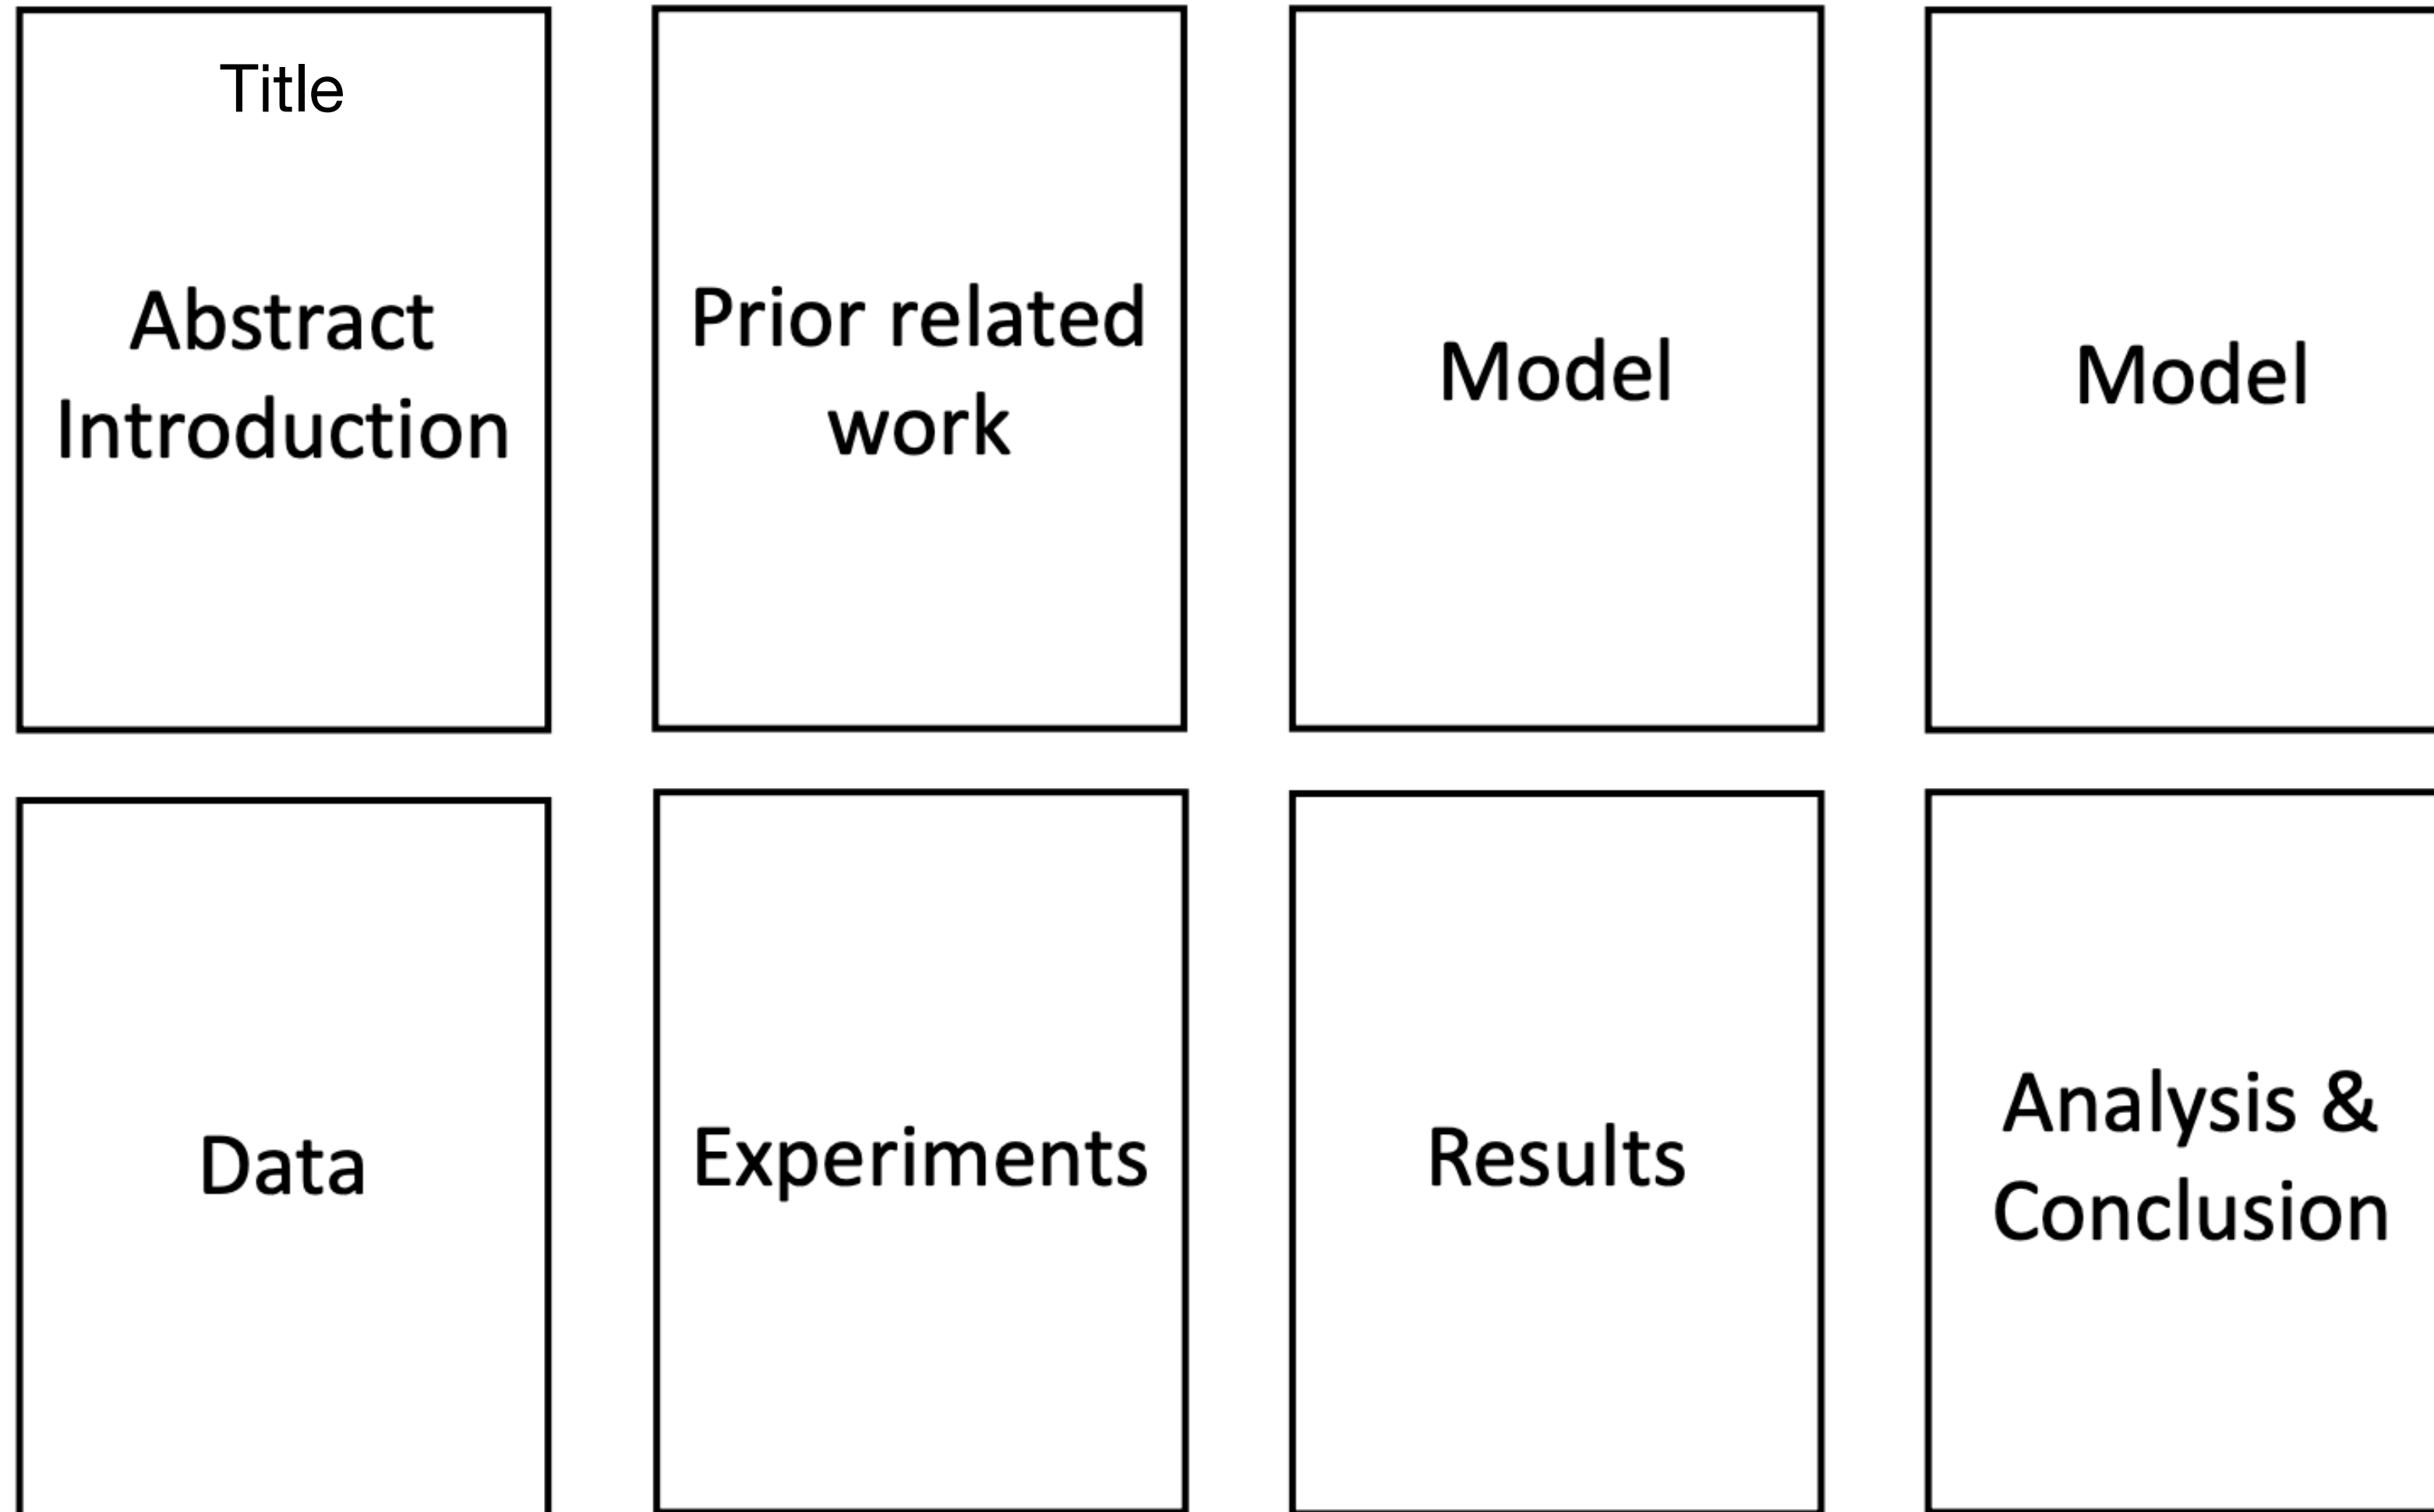 Title
Abstract
Introduction
Prior related
work
Model
Model
Data
Experiments
Results
Analysis &
Conclusion